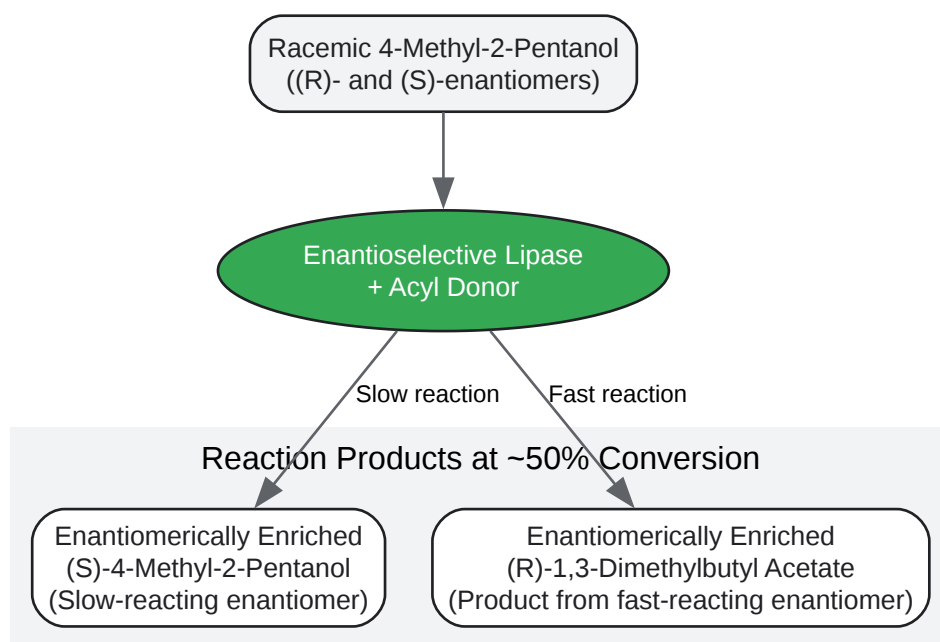 Racemic 4-Methyl-2-Pentanol
((R)- and (S)-enantiomers)
Enantioselective Lipase
+ Acyl Donor
Slow reaction
Fast reaction
Reaction Products at ~50% Conversion
Enantiomerically Enriched
(S)-4-Methyl-2-Pentanol
(Slow-reacting enantiomer)
Enantiomerically Enriched
(R)-1,3-Dimethylbutyl Acetate
(Product from fast-reacting enantiomer)